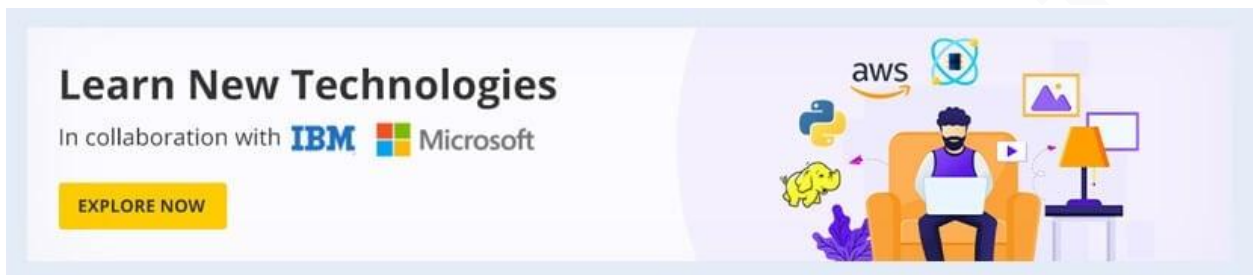 Learn New Technologies
In collaboration with IBM Microsoft
EXPLORE NOW
aws